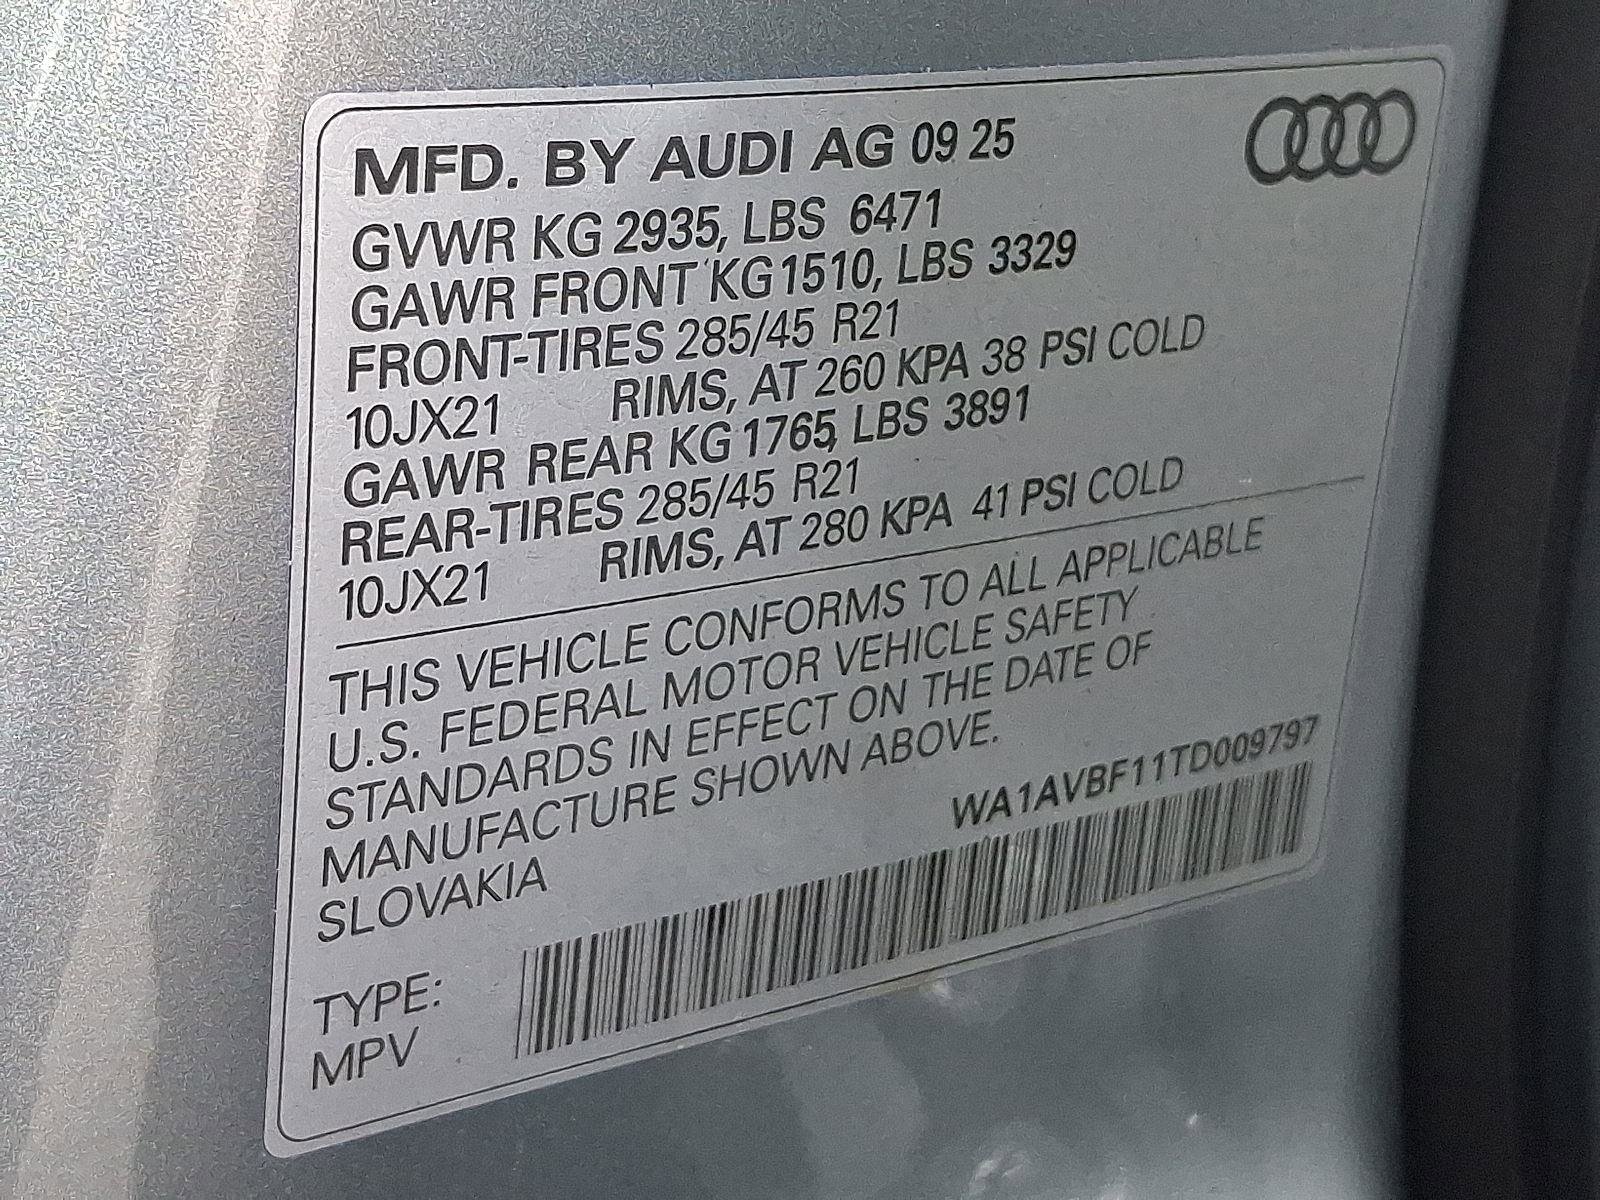 MFD. BY AUDI AG 09 25
GVWR KG 2935, LBS 6471
GAWR FRONT KG 1510, LBS 3329
FRONT-TIRES 285/45 R21
10JX21 RIMS, AT 260 KPA 38 PSI COLD
GAWR REAR KG 1765, LBS 3891
REAR-TIRES 285/45 R21
10JX21 RIMS, AT 280 KPA 41 PSI COLD
THIS VEHICLE CONFORMS TO ALL APPLICABLE
U.S. FEDERAL MOTOR VEHICLE SAFETY
STANDARDS IN EFFECT ON THE DATE OF
MANUFACTURE SHOWN ABOVE.
SLOVAKIA
WA1AVBF11TD009797
TYPE:
MPV